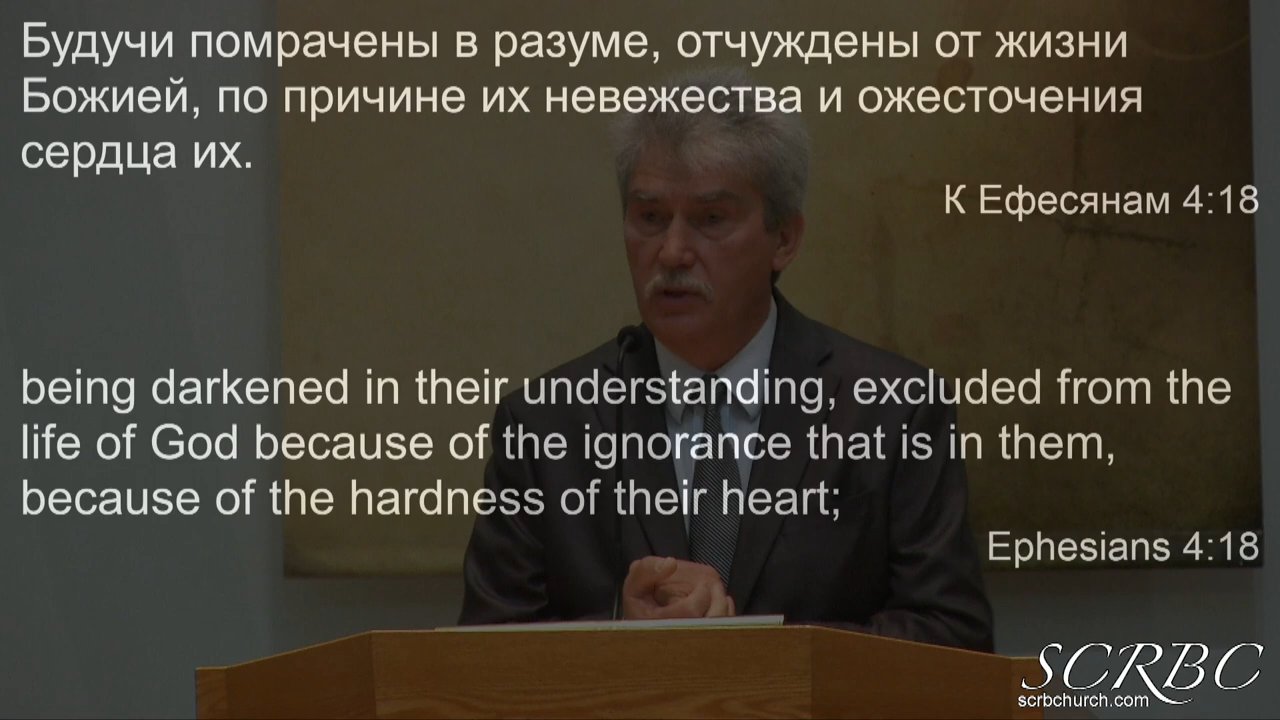 Будучи помрачены в разуме, отчуждены от жизни
Божией, по причине их невежества и ожесточения
сердца их.
К Ефесянам 4:18
being darkened in their understanding, excluded from the
life of God because of the ignorance that is in them,
because of the hardness of their heart;
Ephesians 4:18
SCRBC
scrbchurch.com